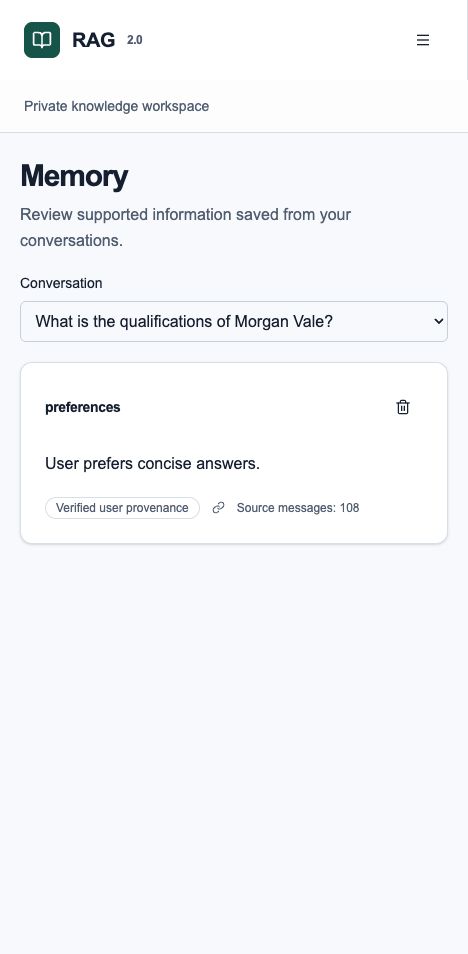 RAG 2.0
Private knowledge workspace
Memory
Review supported information saved from your
conversations.
Conversation
What is the qualifications of Morgan Vale?
preferences
User prefers concise answers.
Verified user provenance Source messages: 108